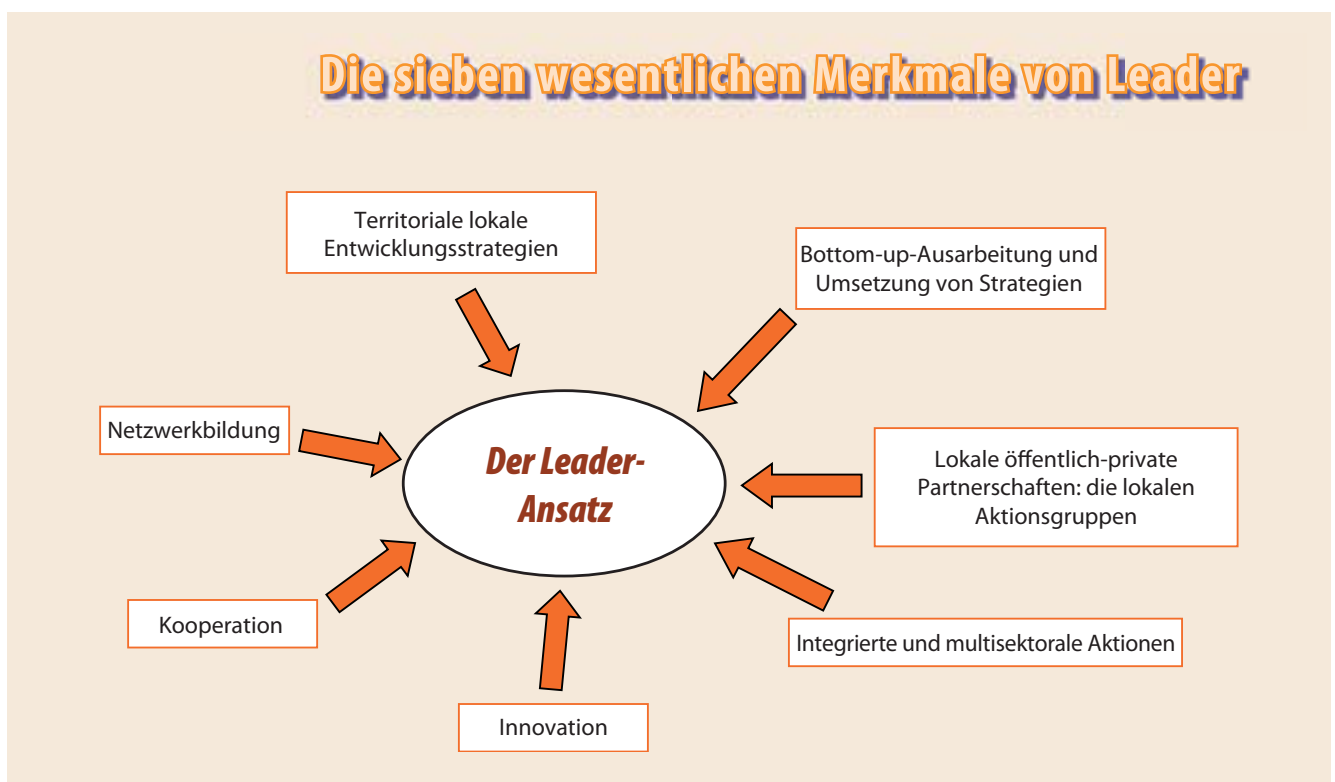 Die sieben wesentlichen Merkmale von Leader
Territoriale lokale
Entwicklungsstrategien
Bottom-up-Ausarbeitung und
Umsetzung von Strategien
Netzwerkbildung
Der Leader-
Ansatz
Lokale öffentlich-private
Partnerschaften: die lokalen
Aktionsgruppen
Kooperation
Integrierte und multisektorale Aktionen
Innovation